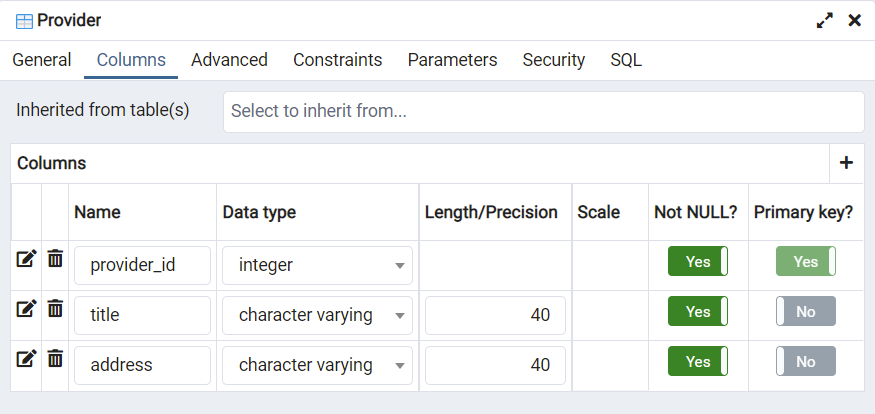 Provider
General Columns Advanced Constraints Parameters Security SQL
Inherited from table(s) Select to inherit from...
Columns
Name Data type Length/Precision Scale Not NULL? Primary key?
provider_id integer Yes Yes
title character varying 40 Yes No
address character varying 40 Yes No